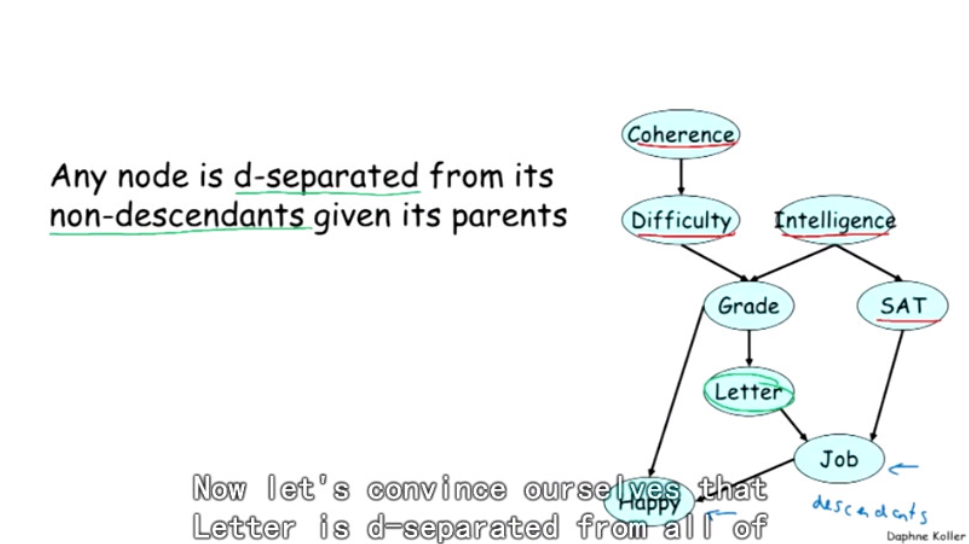 Coherence
Any node is d-separated from its
non-descendants given its parents
Difficulty
Intelligence
Grade
SAT
Letter
Job
Happy
descendants
Now let's convince ourselves that
Letter is d-separated from all of
Daphne Koller